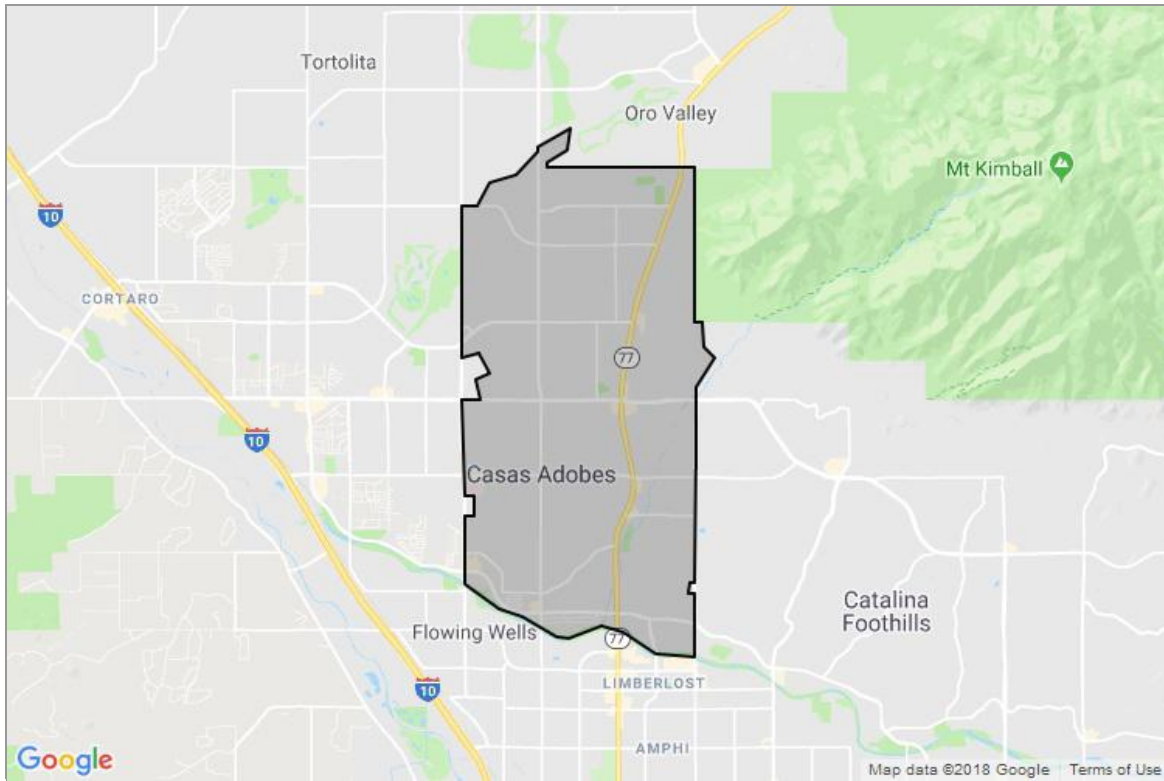 Tortolita
Oro Valley
Mt Kimball
10
CORTARO
77
10
Casas Adobes
Catalina
Foothills
Flowing Wells
77
LIMBERLOST
10
AMPHI
Google
Map data ©2018 Google
Terms of Use